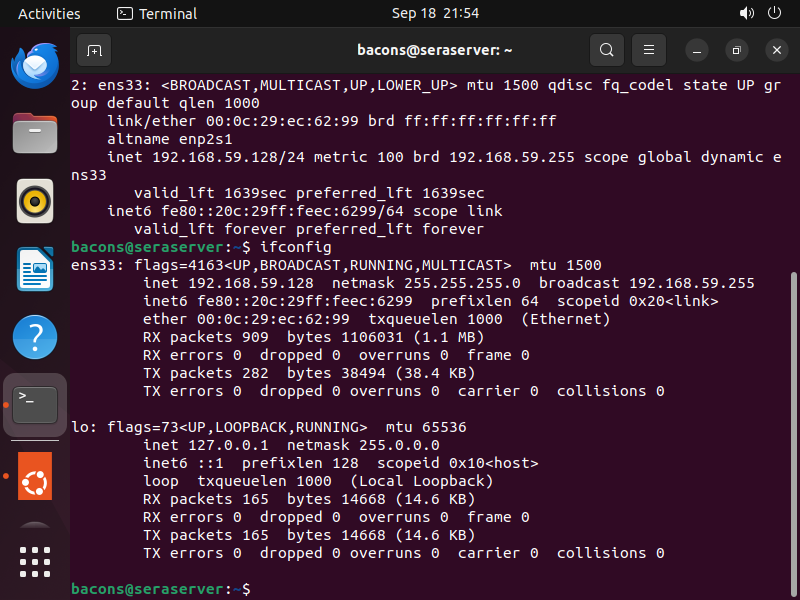 Activities Terminal Sep 18 21:54
bacons@seraserver: ~
2: ens33: <BROADCAST,MULTICAST,UP,LOWER_UP> mtu 1500 qdisc fq_codel state UP gr
oup default qlen 1000
    link/ether 00:0c:29:ec:62:99 brd ff:ff:ff:ff:ff:ff
    altname enp2s1
    inet 192.168.59.128/24 metric 100 brd 192.168.59.255 scope global dynamic e
ns33
       valid_lft 1639sec preferred_lft 1639sec
    inet6 fe80::20c:29ff:feec:6299/64 scope link
       valid_lft forever preferred_lft forever
bacons@seraserver:~$ ifconfig
ens33: flags=4163<UP,BROADCAST,RUNNING,MULTICAST>  mtu 1500
        inet 192.168.59.128  netmask 255.255.255.0  broadcast 192.168.59.255
        inet6 fe80::20c:29ff:feec:6299  prefixlen 64  scopeid 0x20<link>
        ether 00:0c:29:ec:62:99  txqueuelen 1000  (Ethernet)
        RX packets 909  bytes 1106031 (1.1 MB)
        RX errors 0  dropped 0  overruns 0  frame 0
        TX packets 282  bytes 38494 (38.4 KB)
        TX errors 0  dropped 0 overruns 0  carrier 0  collisions 0

lo: flags=73<UP,LOOPBACK,RUNNING>  mtu 65536
        inet 127.0.0.1  netmask 255.0.0.0
        inet6 ::1  prefixlen 128  scopeid 0x10<host>
        loop  txqueuelen 1000  (Local Loopback)
        RX packets 165  bytes 14668 (14.6 KB)
        RX errors 0  dropped 0  overruns 0  frame 0
        TX packets 165  bytes 14668 (14.6 KB)
        TX errors 0  dropped 0 overruns 0  carrier 0  collisions 0

bacons@seraserver:~$